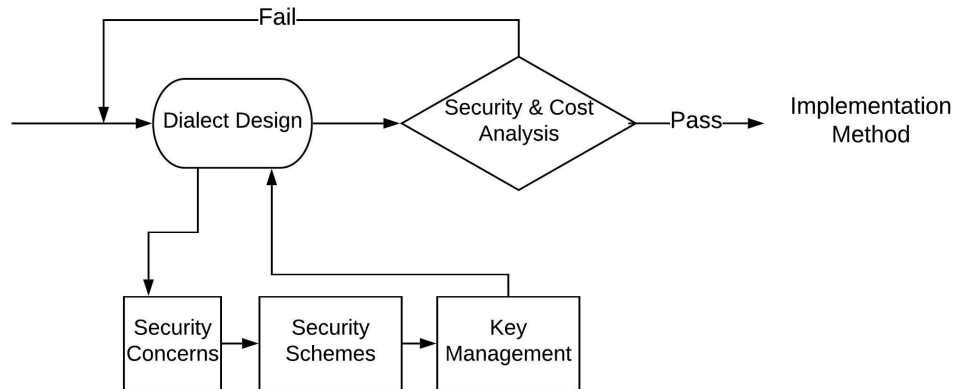 Fail
Dialect Design
Security & Cost
Analysis
Pass
Implementation
Method
Security
Concerns
Security
Schemes
Key
Management